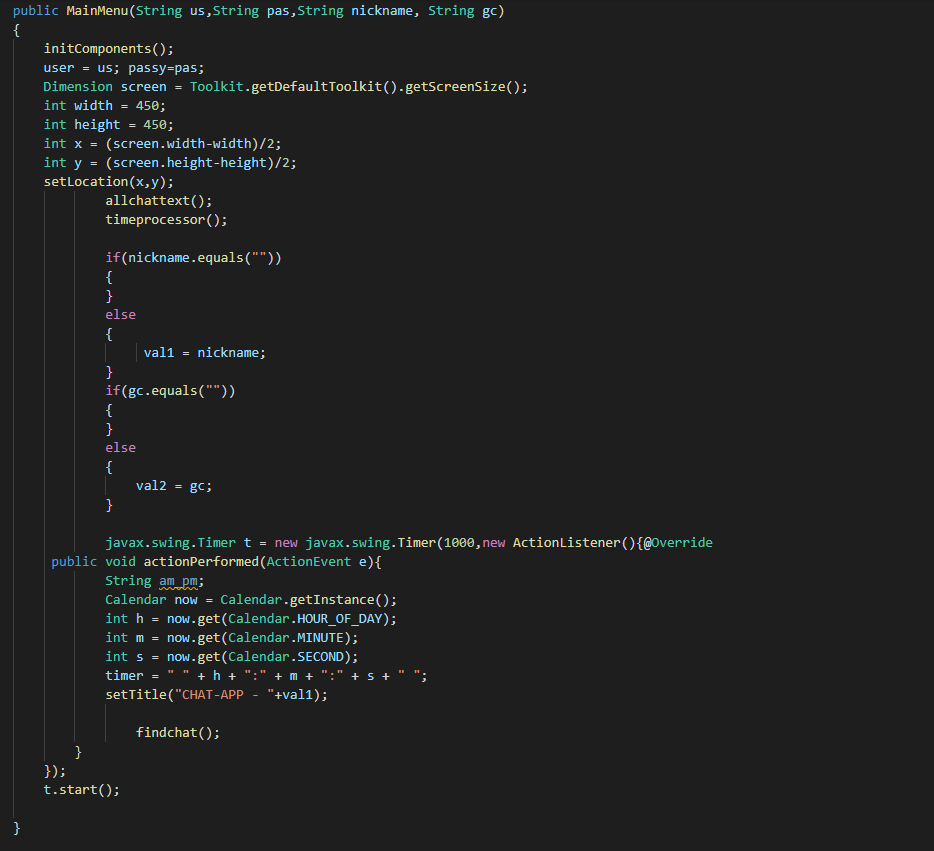 public MainMenu(String us,String pas,String nickname, String gc)
{
initComponents();
user = us; passy=pas;
Dimension screen = Toolkit.getDefaultToolkit().getScreenSize();
int width = 450;
int height = 450;
int x = (screen.width-width)/2;
int y = (screen.height-height)/2;
setLocation(x,y);
allchattext();
timeprocessor();
if(nickname.equals(""))
{
}
else
{
val1 = nickname;
}
if(gc.equals(""))
{
}
else
{
val2 = gc;
}
javax.swing.Timer t = new javax.swing.Timer(1000,new ActionListener(){@Override
public void actionPerformed(ActionEvent e){
String am_pm;
Calendar now = Calendar.getInstance();
int h = now.get(Calendar.HOUR_OF_DAY);
int m = now.get(Calendar.MINUTE);
int s = now.get(Calendar.SECOND);
timer = " " + h + ":" + m + ":" + s + " ";
setTitle("CHAT-APP - "+val1);
findchat();
}
});
t.start();
}